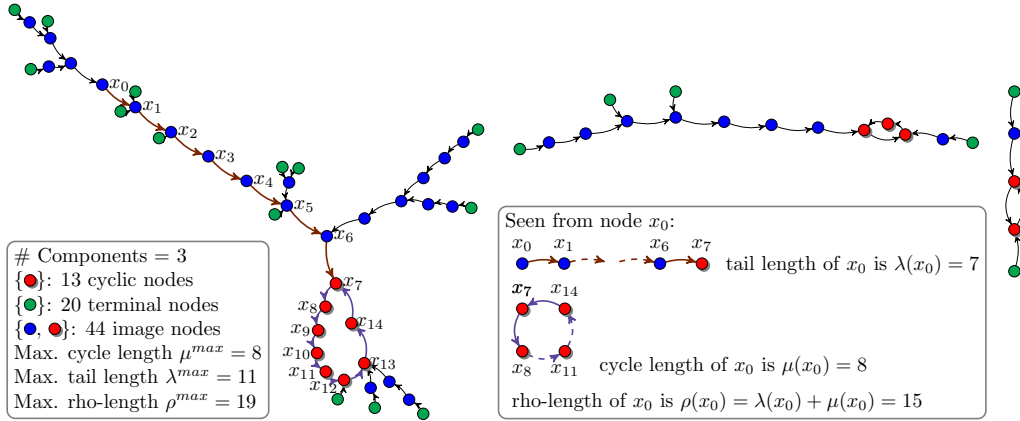 x₀
x₁
x₂
x₃
x₄
x₅
x₆
x₇
x₈
x₉
x₁₀
x₁₁
x₁₂
x₁₃
x₁₄
# Components = 3
{●}: 13 cyclic nodes
{●}: 20 terminal nodes
{●, ●}: 44 image nodes
Max. cycle length μᵐᵃˣ = 8
Max. tail length λᵐᵃˣ = 11
Max. rho-length ρᵐᵃˣ = 19
Seen from node x₀:
x₀ x₁ x₆ x₇
tail length of x₀ is λ(x₀) = 7
x₇ x₁₄
x₈ x₁₁
cycle length of x₀ is μ(x₀) = 8
rho-length of x₀ is ρ(x₀) = λ(x₀) + μ(x₀) = 15